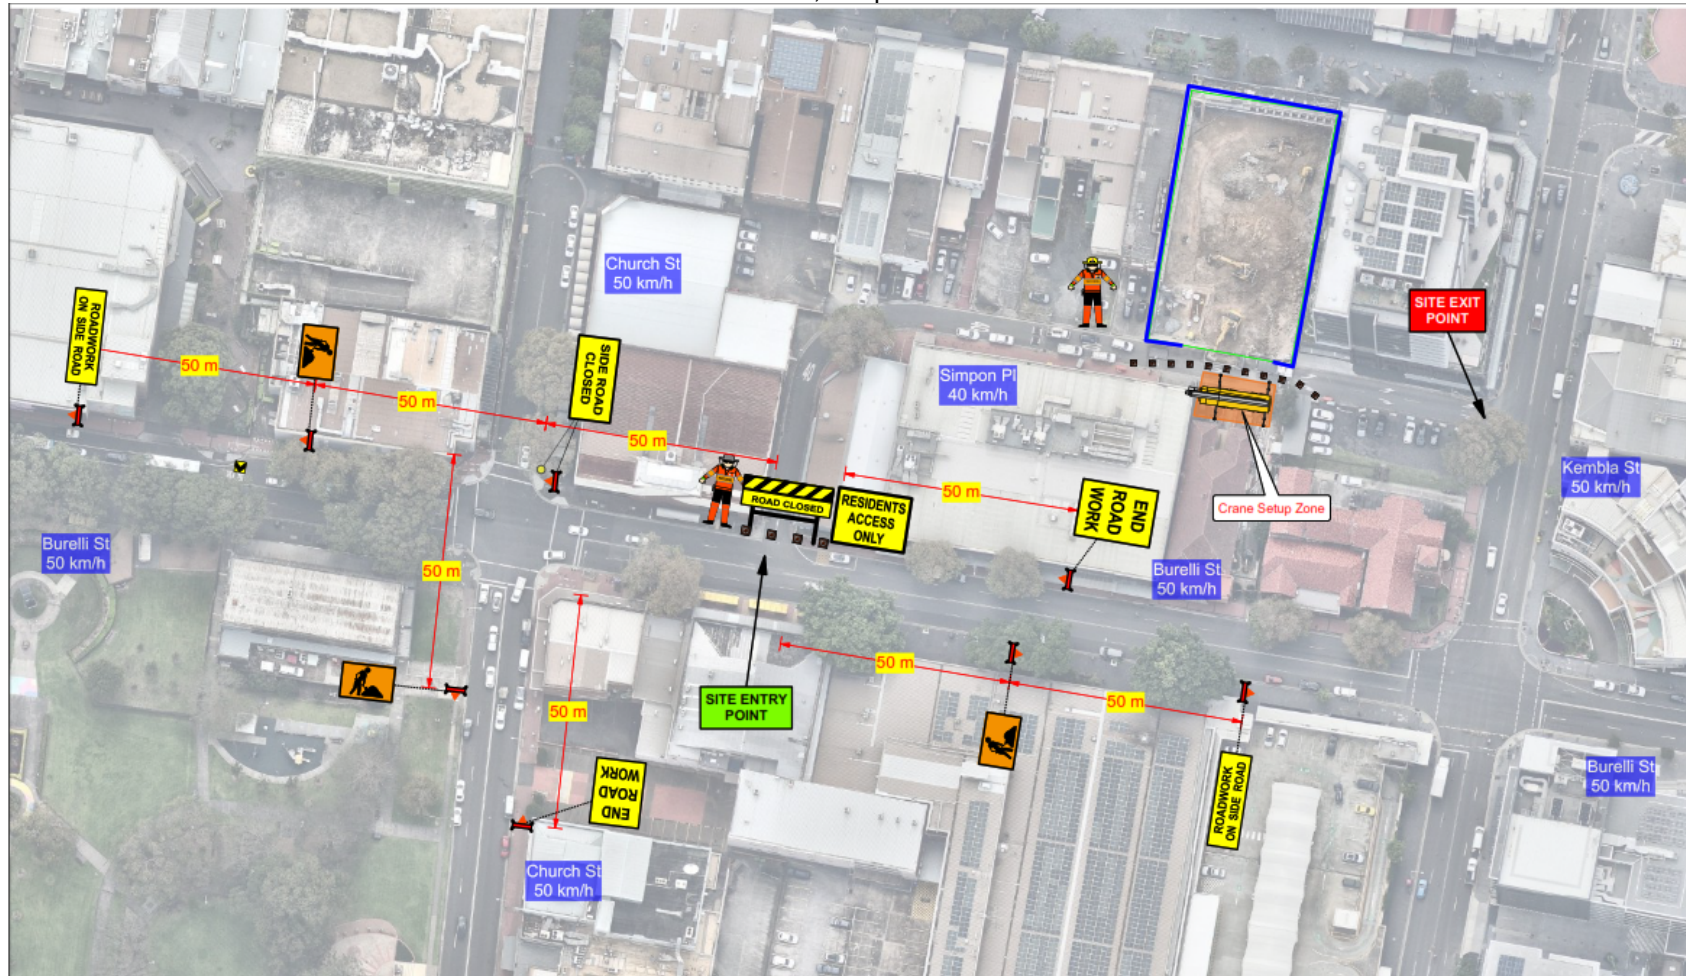 Church St
50 km/h
SITE EXIT
POINT
ROADWORK
ON SIDE ROAD
SIDE ROAD
CLOSED
50 m
50 m
50 m
Simpon Pl
40 km/h
Kembla St
50 km/h
ROAD CLOSED
RESIDENTS
ACCESS
ONLY
50 m
END
ROAD
WORK
Crane Setup Zone
Burelli St
50 km/h
50 m
Burelli St
50 km/h
50 m
50 m
50 m
SITE ENTRY
POINT
END
ROAD
WORK
ROADWORK
ON SIDE ROAD
Burelli St
50 km/h
Church St
50 km/h